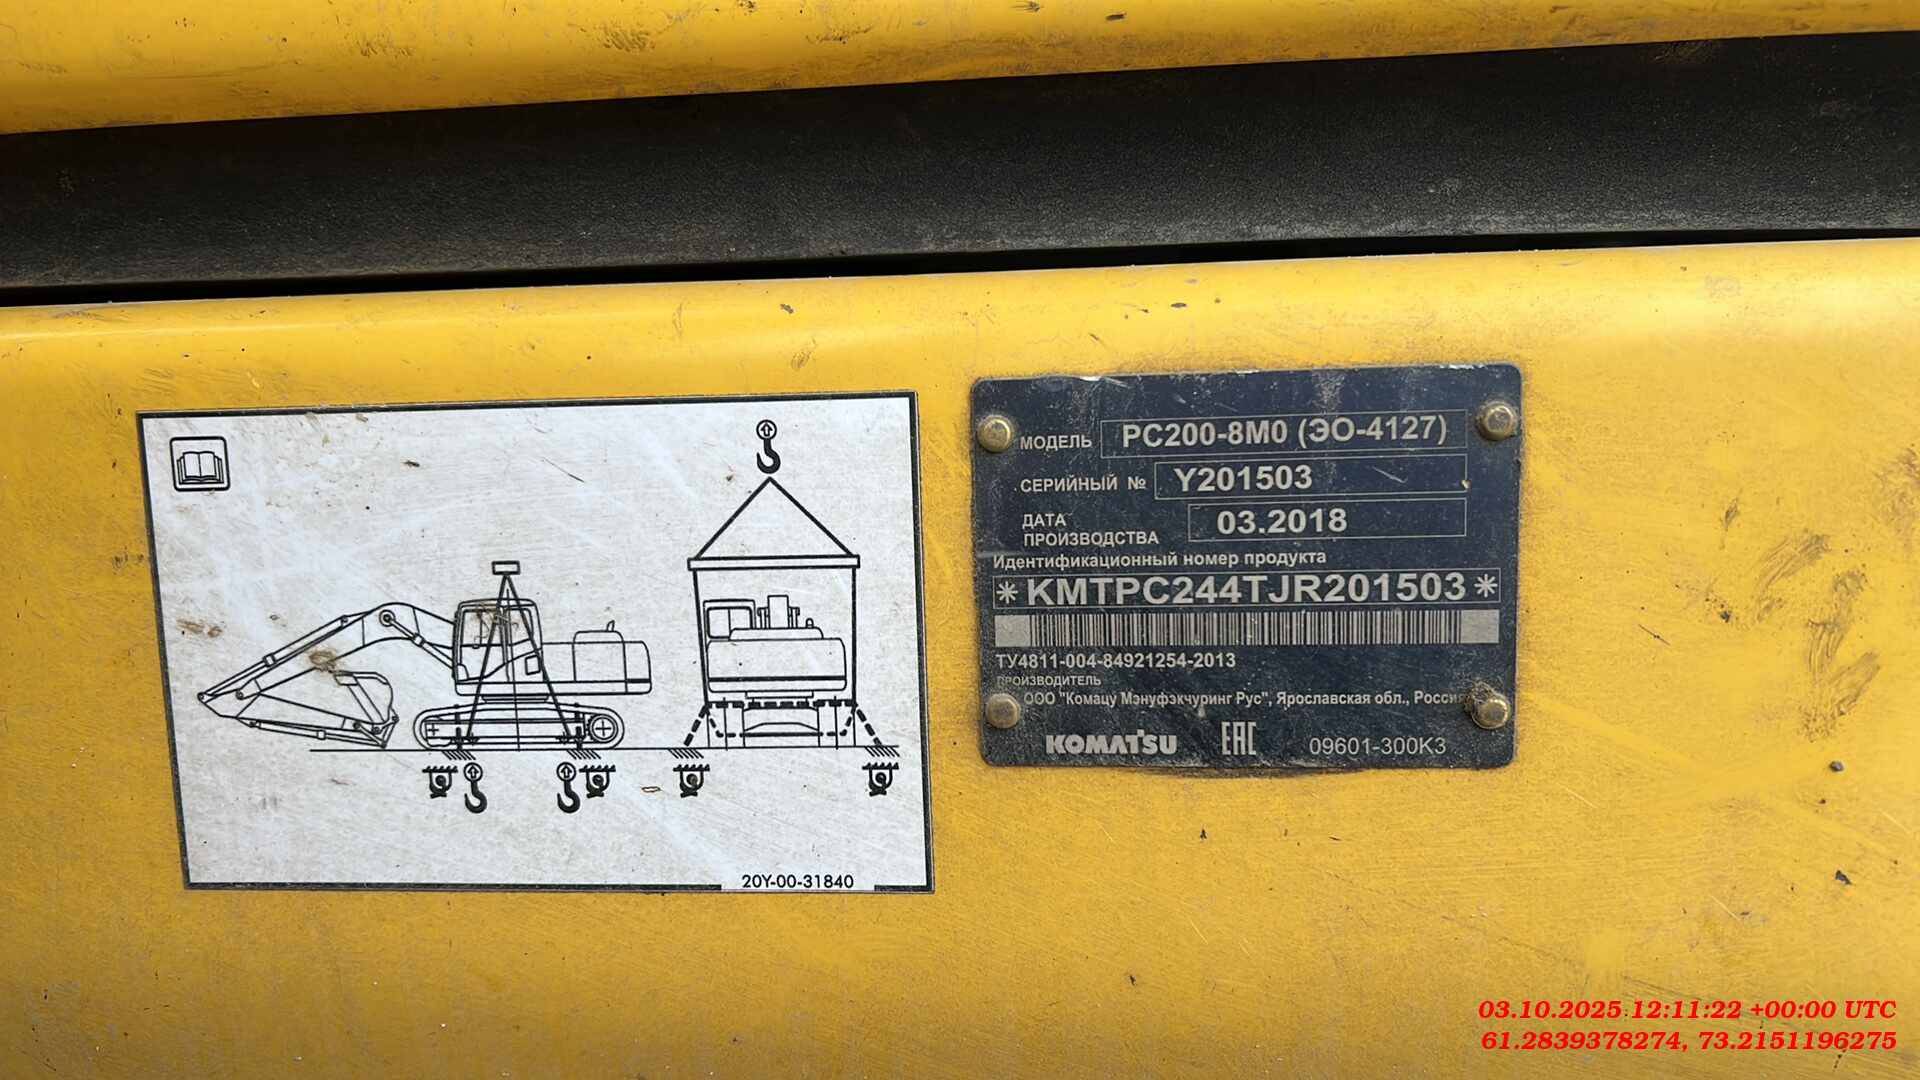 20Y-00-31840
МОДЕЛЬ PC200-8M0 (ЭО-4127)
СЕРИЙНЫЙ № Y201503
ДАТА
ПРОИЗВОДСТВА 03.2018
Идентификационный номер продукта
*KMTPC244TJR201503*
ТУ4811-004-84921254-2013
ПРОИЗВОДИТЕЛЬ
ООО "Комацу Мэнуфэкчуринг Рус", Ярославская обл., Россия
KOMATSU EAC 09601-300K3
03.10.2025 12:11:22 +00:00 UTC
61.2839378274, 73.2151196275